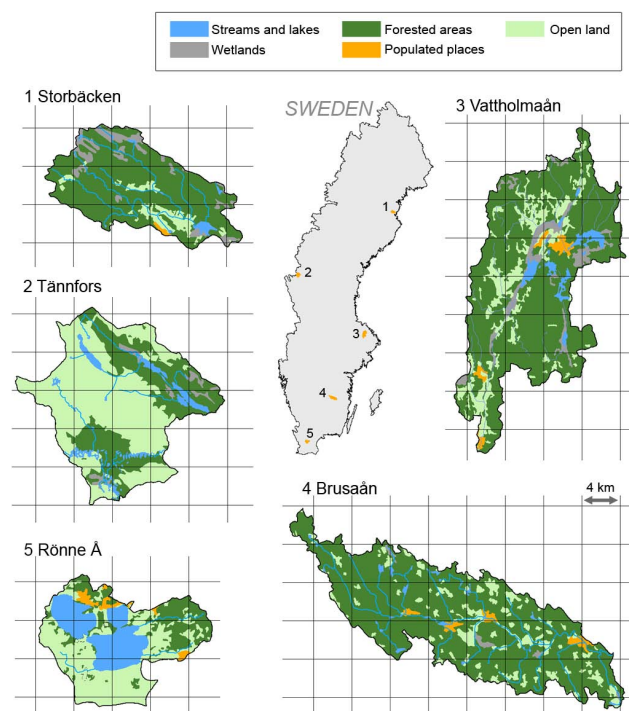 Streams and lakes
Forested areas
Open land
Wetlands
Populated places
1 Storbäcken
SWEDEN
3 Vattholmaån
1
2 Tännfors
2
3
4
5
4 Brusaån
4 km
5 Rönne Å